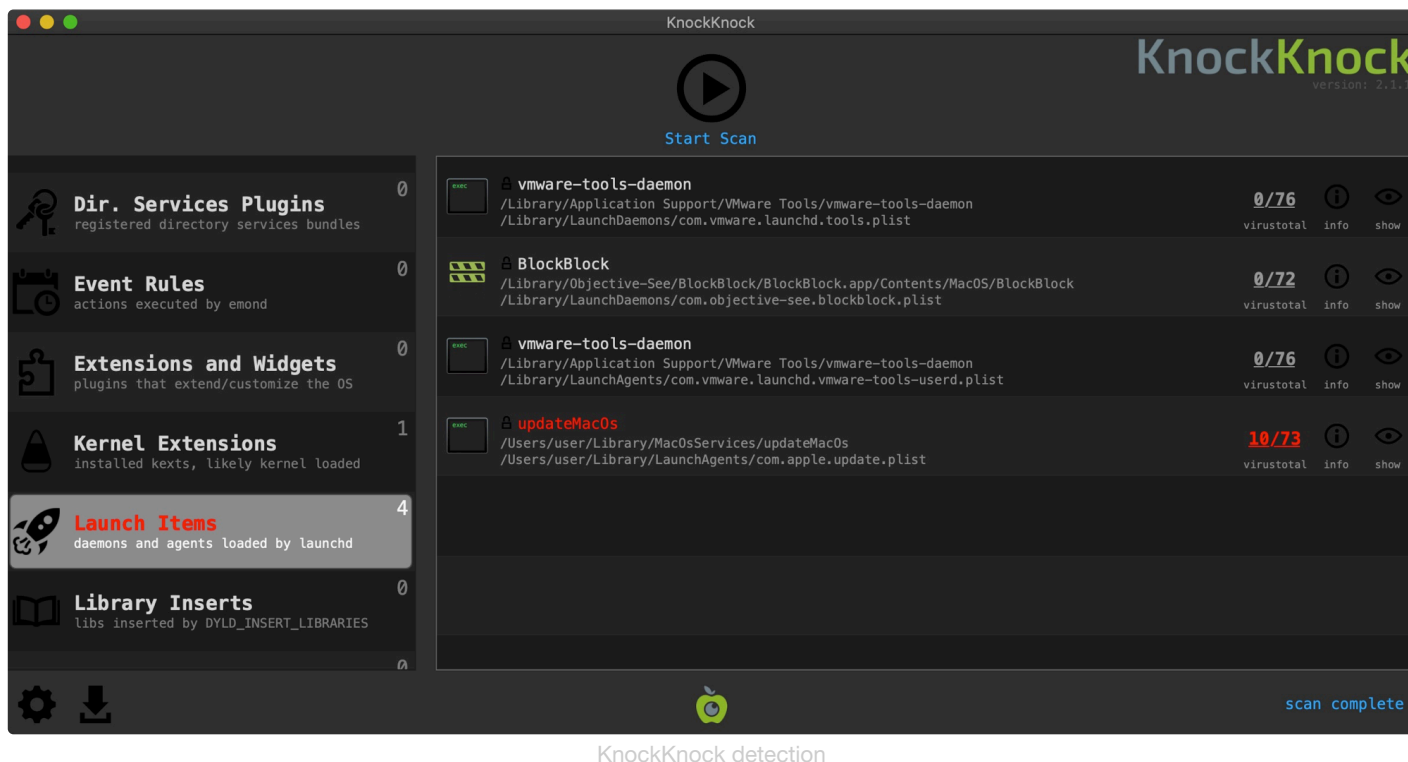 KnockKnock
KnockKnock
version: 2.1.
Start Scan
0
Dir. Services Plugins
registered directory services bundles
0
Event Rules
actions executed by emond
0
Extensions and Widgets
plugins that extend/customize the OS
1
Kernel Extensions
installed kexts, likely kernel loaded
4
Launch Items
daemons and agents loaded by launchd
0
Library Inserts
libs inserted by DYLD_INSERT_LIBRARIES
0
exec
vmware-tools-daemon
/Library/Application Support/VMware Tools/vmware-tools-daemon
/Library/LaunchDaemons/com.vmware.launchd.tools.plist
0/76
virustotal info show
BlockBlock
/Library/Objective-See/BlockBlock/BlockBlock.app/Contents/MacOS/BlockBlock
/Library/LaunchDaemons/com.objective-see.blockblock.plist
0/72
virustotal info show
exec
vmware-tools-daemon
/Library/Application Support/VMware Tools/vmware-tools-daemon
/Library/LaunchAgents/com.vmware.launchd.vmware-tools-userd.plist
0/76
virustotal info show
exec
updateMacOs
/Users/user/Library/MacOsServices/updateMacOs
/Users/user/Library/LaunchAgents/com.apple.update.plist
10/73
virustotal info show
scan complete
KnockKnock detection